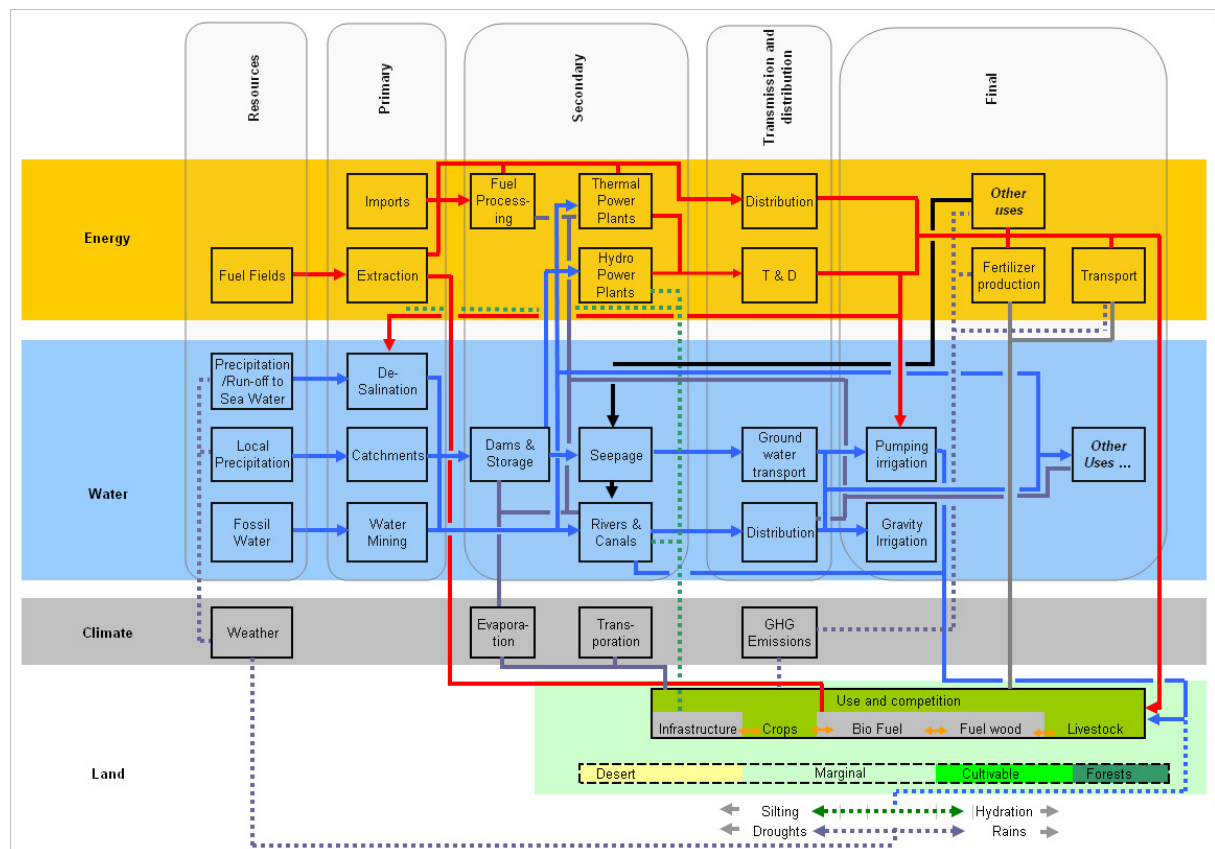 Resources
Primary
Secondary
Transmission and
distribution
Final
Energy
Imports
Fuel
Process-
ing
Thermal
Power
Plants
Distribution
Other
uses
Fuel Fields
Extraction
Hydro
Power
Plants
T & D
Fertilizer
production
Transport
Water
Precipitation
/Run-off to
Sea Water
De-
Salination
Local
Precipitation
Catchments
Dams &
Storage
Seepage
Ground
water
transport
Pumping
irrigation
Other
Uses ...
Fossil
Water
Water
Mining
Rivers &
Canals
Distribution
Gravity
Irrigation
Climate
Weather
Evapora-
tion
Trans-
poration
GHG
Emissions
Land
Use and competition
Infrastructure
Crops
Bio Fuel
Fuel wood
Livestock
Desert
Marginal
Cultivable
Forests
Silting
Hydration
Droughts
Rains